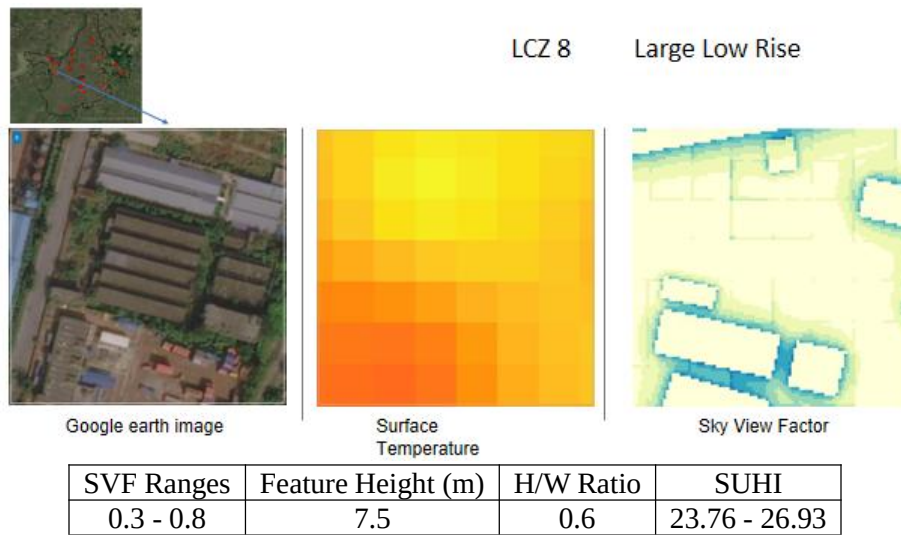 LCZ 8 Large Low Rise
Google earth image
Surface
Temperature
Sky View Factor
SVF Ranges Feature Height (m) H/W Ratio SUHI
0.3 - 0.8 7.5 0.6 23.76 - 26.93